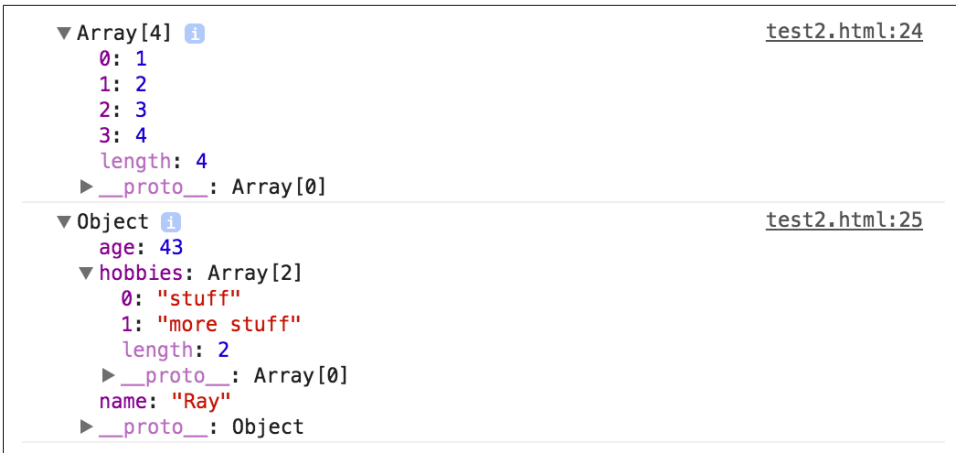 ▼Array[4] i test2.html:24
0: 1
1: 2
2: 3
3: 4
length: 4
▶__proto__: Array[0]
▼Object i test2.html:25
age: 43
▼hobbies: Array[2]
0: "stuff"
1: "more stuff"
length: 2
▶__proto__: Array[0]
name: "Ray"
▶__proto__: Object